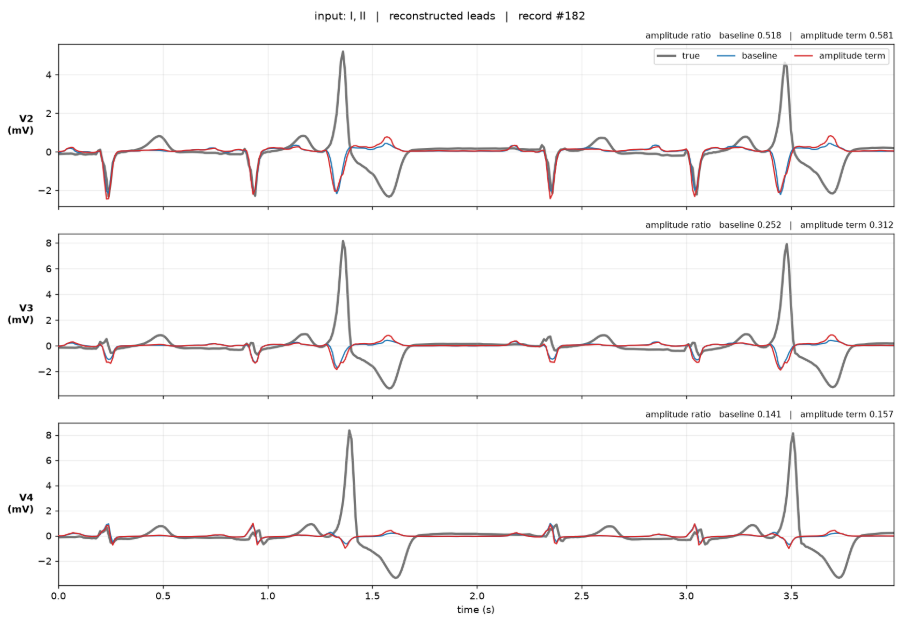 input: I, II | reconstructed leads | record #182
amplitude ratio baseline 0.518 | amplitude term 0.581
true baseline amplitude term
V2
(mV)
4
2
0
−2
amplitude ratio baseline 0.252 | amplitude term 0.312
V3
(mV)
8
6
4
2
0
−2
amplitude ratio baseline 0.141 | amplitude term 0.157
V4
(mV)
8
6
4
2
0
−2
0.0 0.5 1.0 1.5 2.0 2.5 3.0 3.5
time (s)